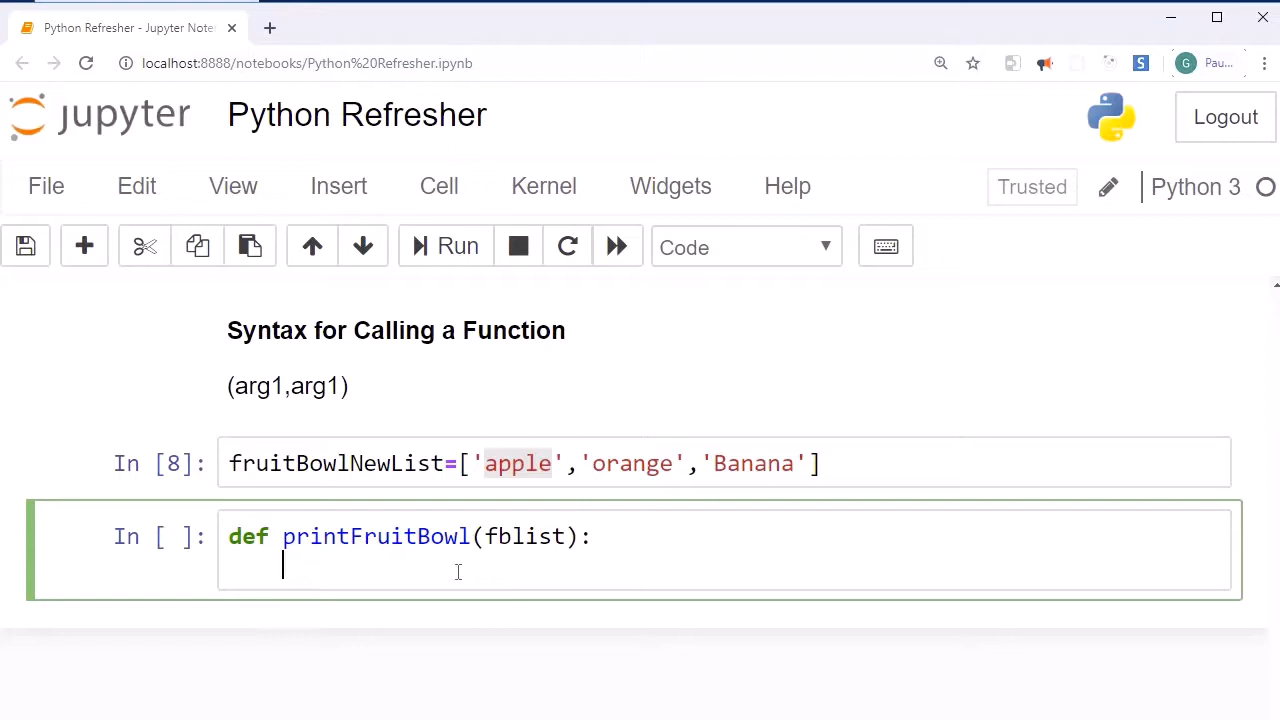 Python Refresher - Jupyter Note
localhost:8888/notebooks/Python%20Refresher.ipynb
S
G Pau...
jupyter Python Refresher
Logout
File Edit View Insert Cell Kernel Widgets Help
Trusted
Python 3
Run
Code
Syntax for Calling a Function
(arg1,arg1)
In [8]: fruitBowlNewList=['apple','orange','Banana']
In [ ]: def printFruitBowl(fblist):